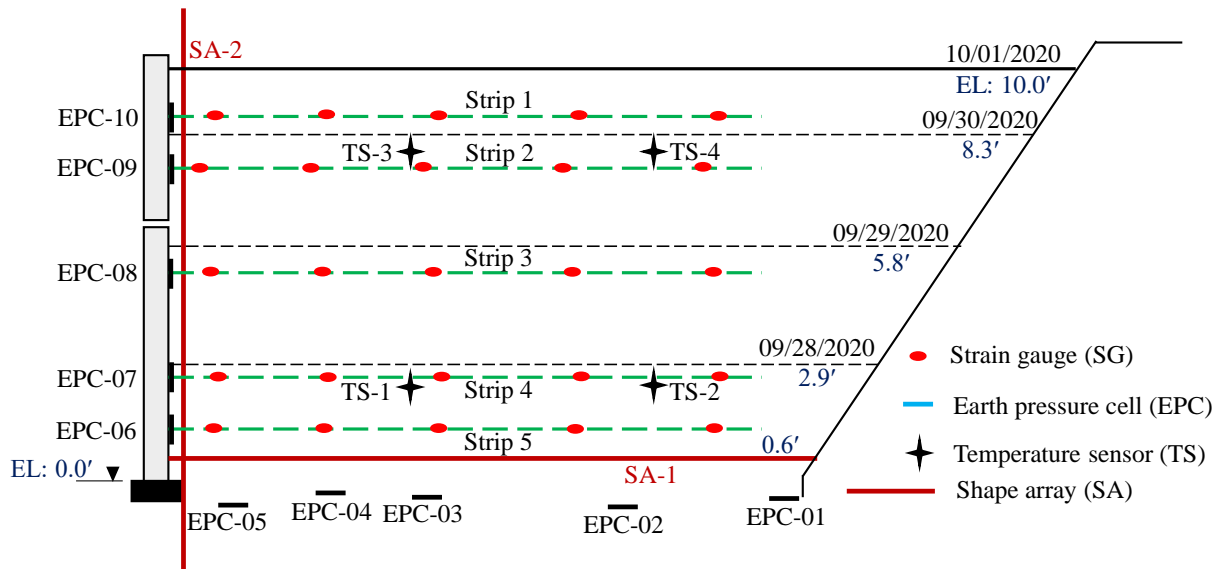 SA-2
10/01/2020
EL: 10.0′
Strip 1
EPC-10
09/30/2020
8.3′
TS-3
Strip 2
TS-4
EPC-09
09/29/2020
5.8′
Strip 3
EPC-08
09/28/2020
2.9′
EPC-07
TS-1
Strip 4
TS-2
EPC-06
Strip 5
0.6′
EL: 0.0′
SA-1
EPC-05
EPC-04
EPC-03
EPC-02
EPC-01
Strain gauge (SG)
Earth pressure cell (EPC)
Temperature sensor (TS)
Shape array (SA)